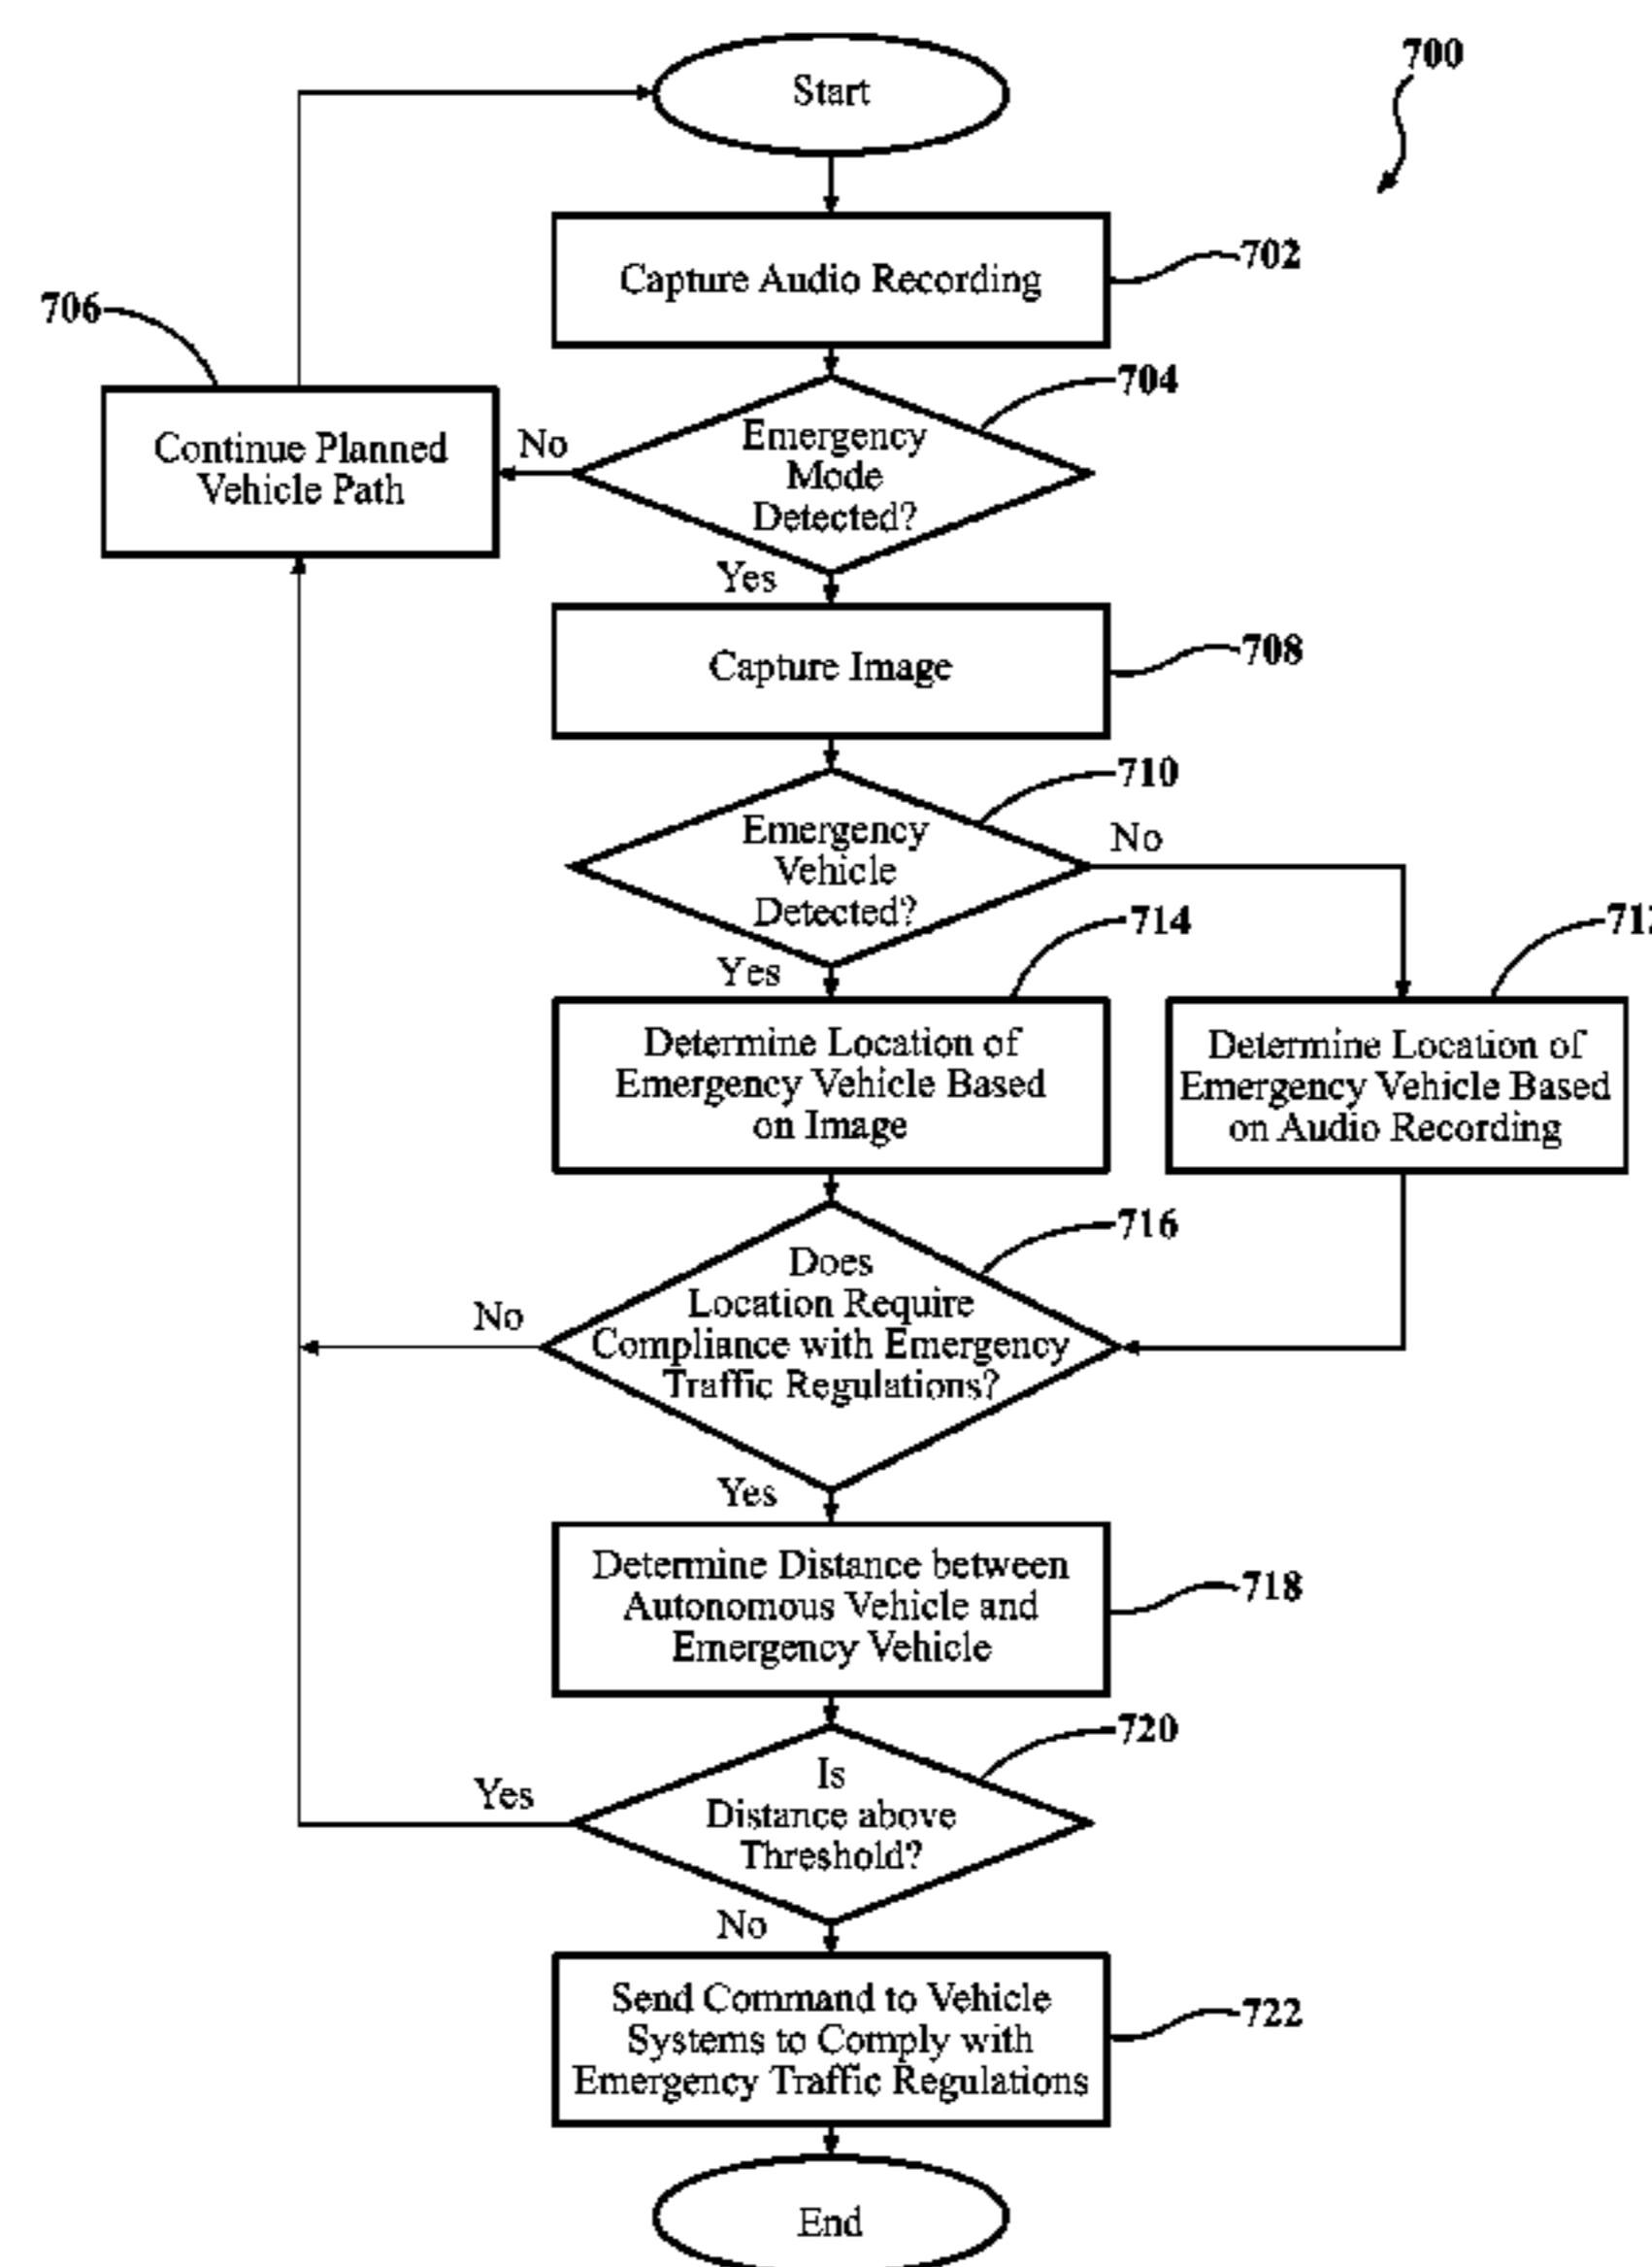 700
Start
702
Capture Audio Recording
706
704
Continue Planned
Vehicle Path
No
Emergency
Mode
Detected?
Yes
708
Capture Image
710
Emergency
Vehicle
Detected?
No
Yes
714
Determine Location of
Emergency Vehicle Based
on Image
Determine Location of
Emergency Vehicle Based
on Audio Recording
716
Does
Location Require
Compliance with Emergency
Traffic Regulations?
No
Yes
718
Determine Distance between
Autonomous Vehicle and
Emergency Vehicle
720
Is
Distance above
Threshold?
Yes
No
722
Send Command to Vehicle
Systems to Comply with
Emergency Traffic Regulations
End